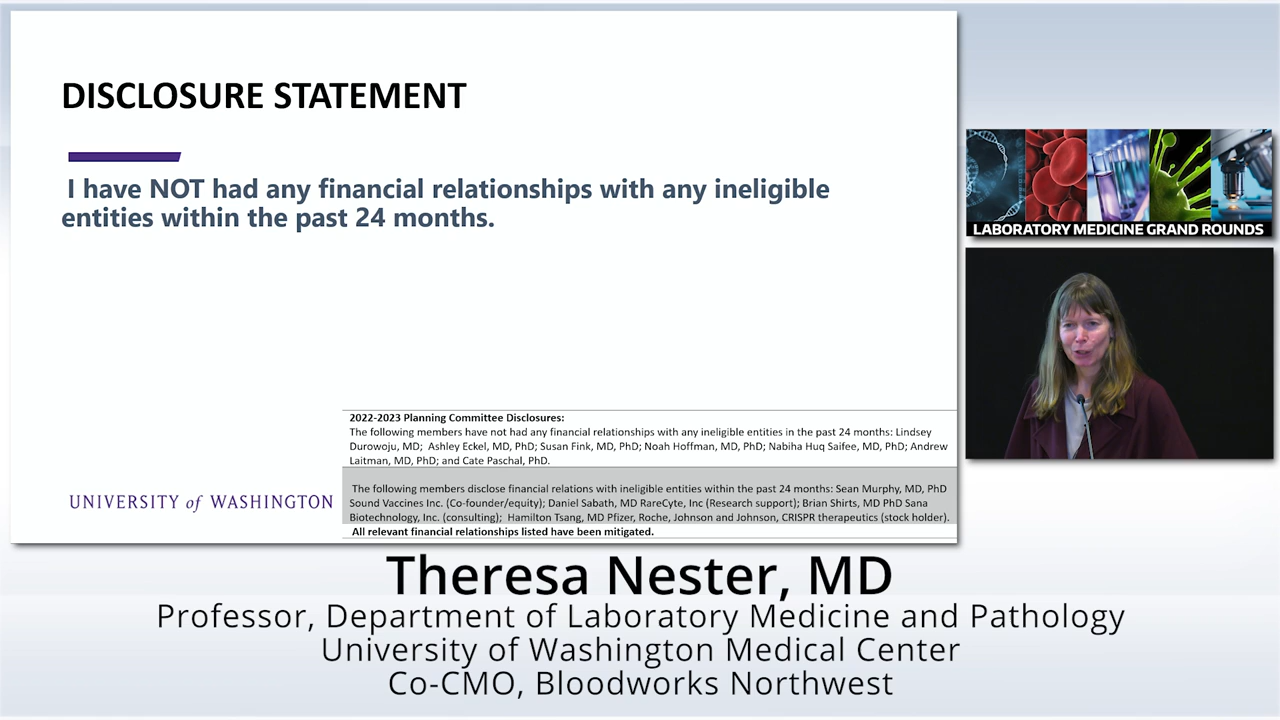 DISCLOSURE STATEMENT
I have NOT had any financial relationships with any ineligible
entities within the past 24 months.
2022-2023 Planning Committee Disclosures:
The following members have not had any financial relationships with any ineligible entities in the past 24 months: Lindsey
Durowoju, MD; Ashley Eckel, MD, PhD; Susan Fink, MD, PhD; Noah Hoffman, MD, PhD; Nabiha Huq Saifee, MD, PhD; Andrew
Laitman, MD, PhD; and Cate Paschal, PhD.
The following members disclose financial relations with ineligible entities within the past 24 months: Sean Murphy, MD, PhD
Sound Vaccines Inc. (Co-founder/equity); Daniel Sabath, MD RareCyte, Inc (Research support); Brian Shirts, MD PhD Sana
Biotechnology, Inc. (consulting); Hamilton Tsang, MD Pfizer, Roche, Johnson and Johnson, CRISPR therapeutics (stock holder).
All relevant financial relationships listed have been mitigated.
UNIVERSITY of WASHINGTON
LABORATORY MEDICINE GRAND ROUNDS
Theresa Nester, MD
Professor, Department of Laboratory Medicine and Pathology
University of Washington Medical Center
Co-CMO, Bloodworks Northwest